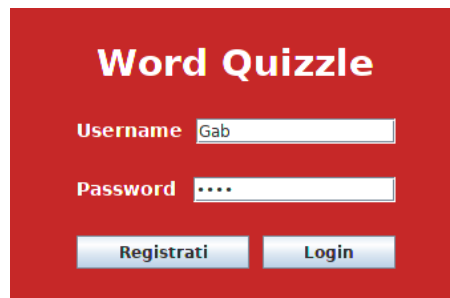 Word Quizzle
Username Gab
Password ••••
Registrati Login